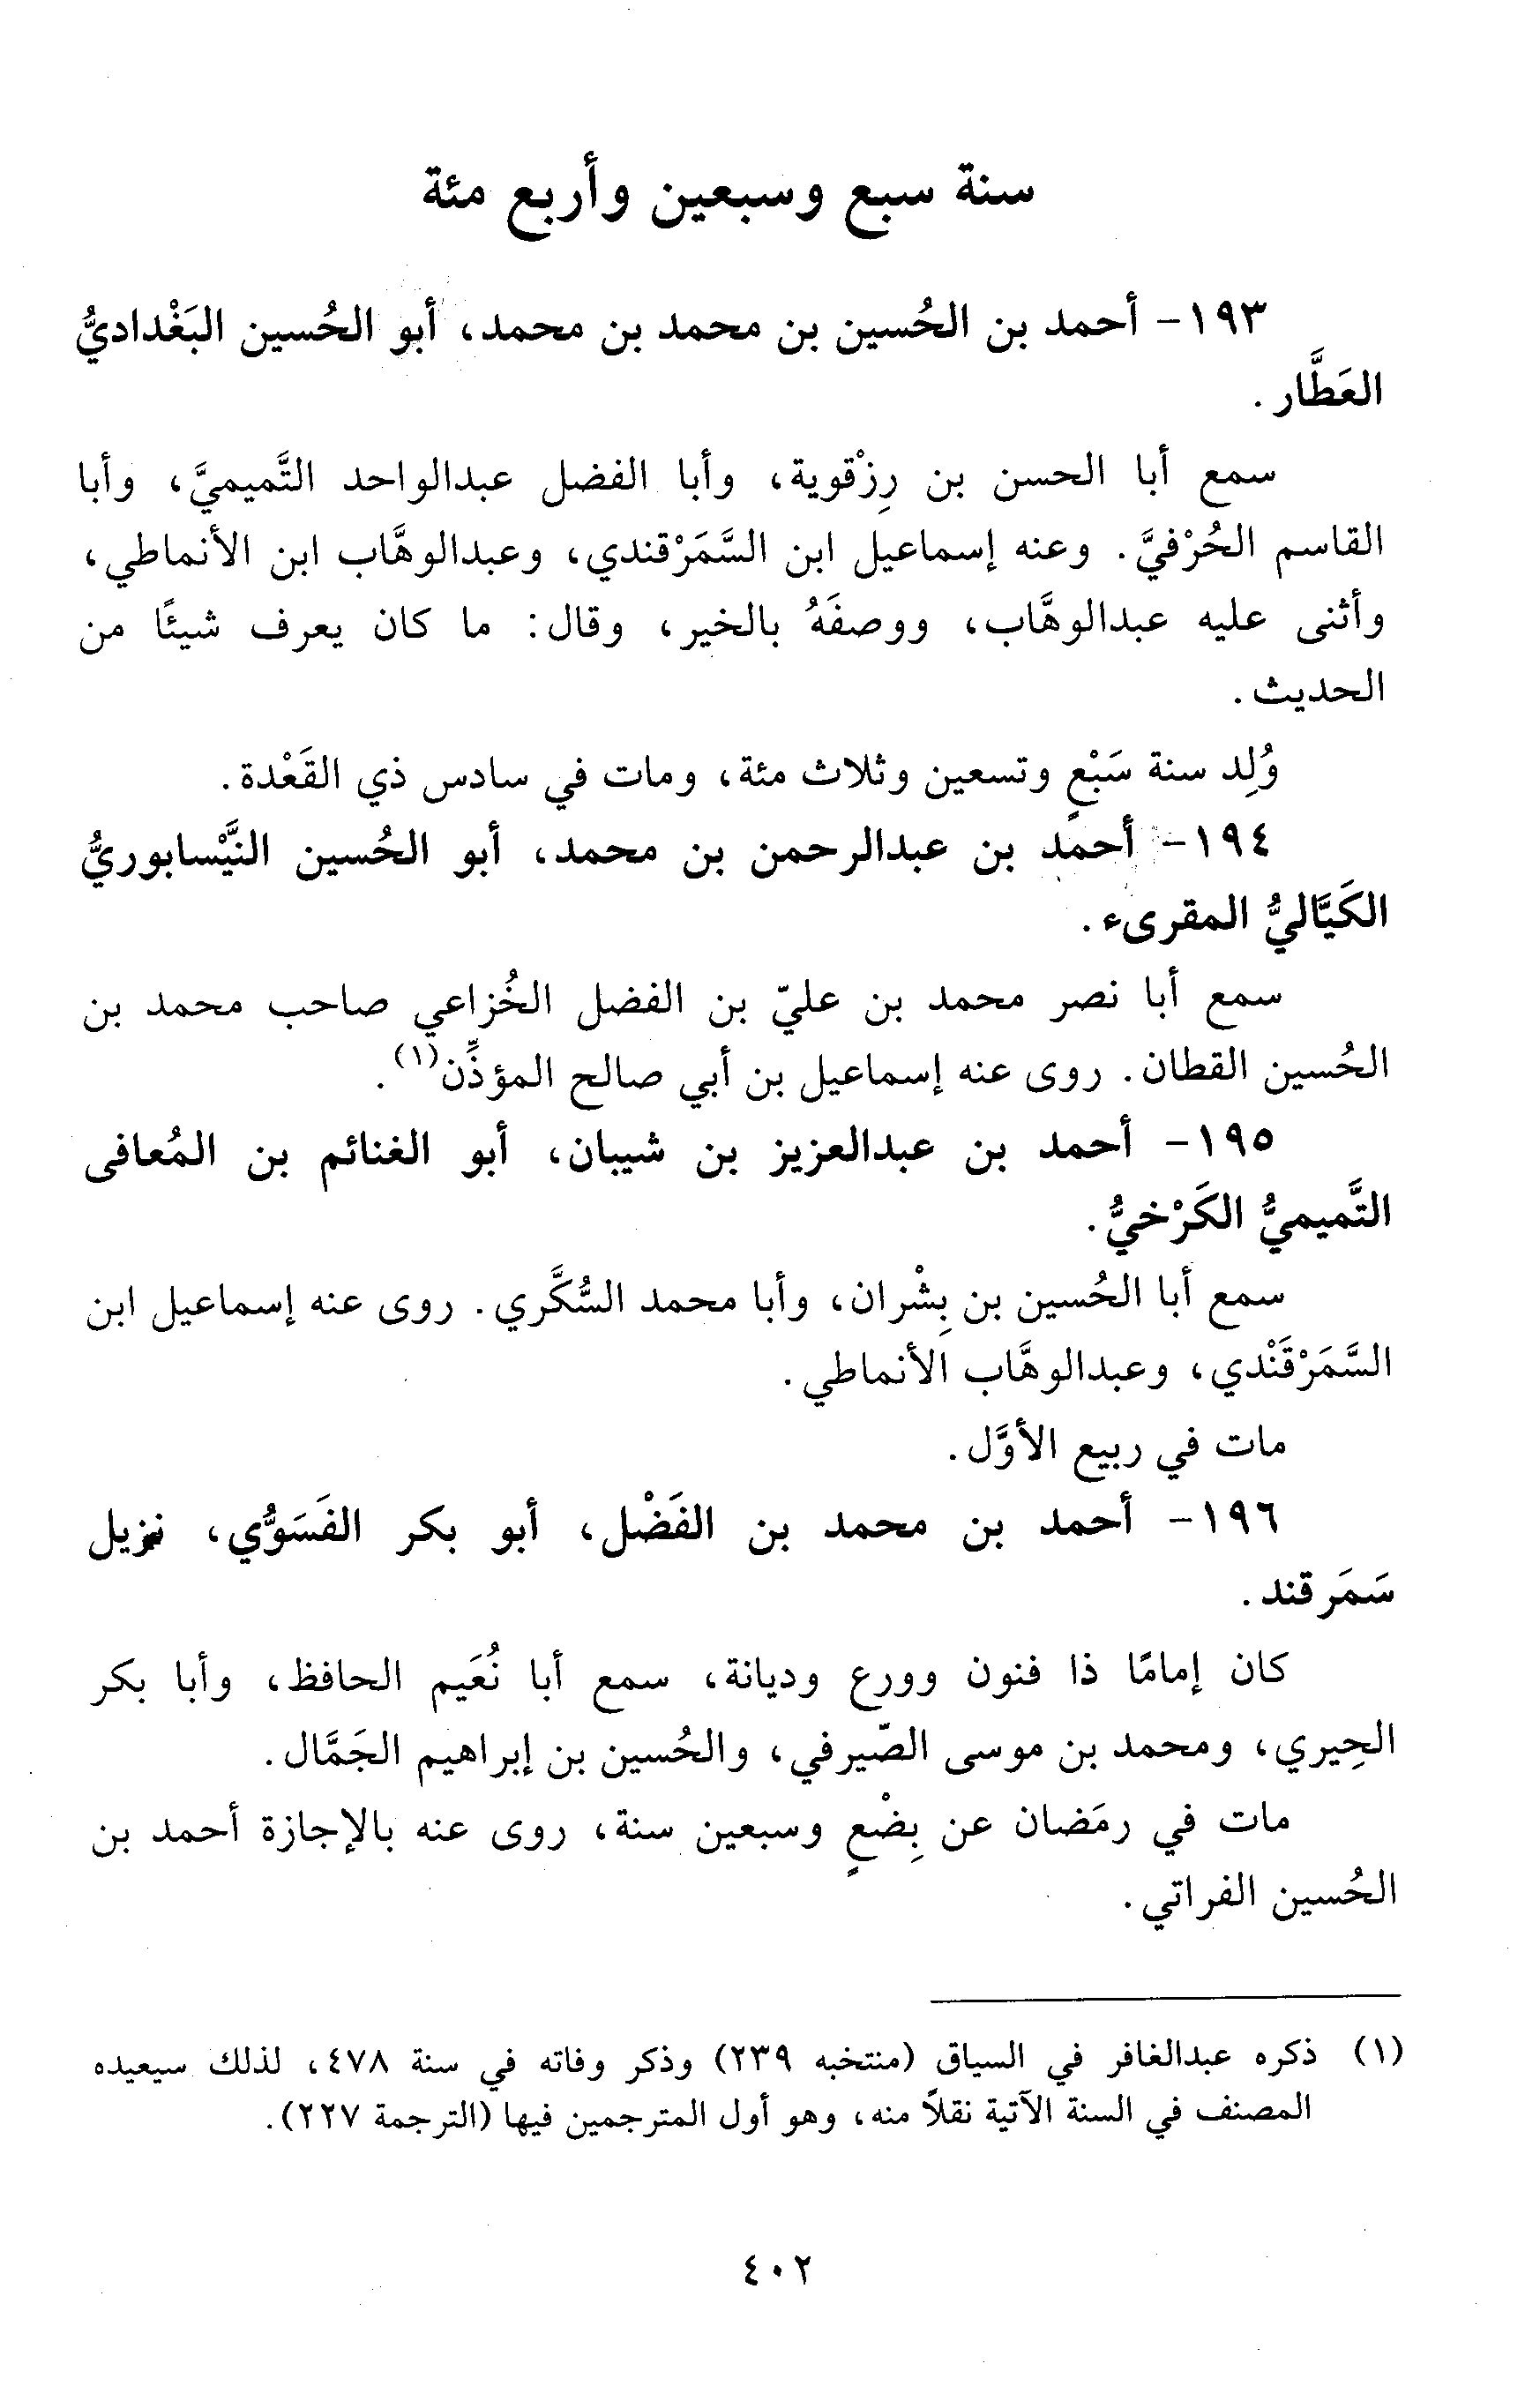 سنة سبع وسبعين وأربع مئة
١٩٣- أحمد بن الحُسين بن محمد بن محمد، أبو الحُسين البَغْداديُّ
العَطَّار.
سمع أبا الحسن بن رِزْقوية، وأبا الفضل عبدالواحد التَّميميَّ، وأبا
القاسم الحُرْفيَّ. وعنه إسماعيل ابن السَّمَرْقندي، وعبدالوهَّاب ابن الأنماطي،
وأثنى عليه عبدالوهَّاب، ووصفَهُ بالخير، وقال: ما كان يعرف شيئًا من
الحديث.
وُلِد سنة سَبْعٍ وتسعين وثلاث مئة، ومات في سادس ذي القَعْدة.
١٩٤- أحمد بن عبدالرحمن بن محمد، أبو الحُسين النَّيْسابوريُّ
الكَيَّاليُّ المقرىء.
سمع أبا نصر محمد بن عليّ بن الفضل الخُزاعي صاحب محمد بن
الحُسين القطان. روى عنه إسماعيل بن أبي صالح المؤذِّن(١).
١٩٥- أحمد بن عبدالعزيز بن شيبان، أبو الغنائم بن المُعافى
التَّميميُّ الكَرْخيُّ.
سمع أبا الحُسين بن بِشْران، وأبا محمد السُّكَّري. روى عنه إسماعيل ابن
السَّمَرْقَنْدي، وعبدالوهَّاب الأنماطي.
مات في ربيع الأوَّل.
١٩٦- أحمد بن محمد بن الفَضْل، أبو بكر الفَسَوُّي، نزيل
سَمَرقند.
كان إمامًا ذا فنون وورع وديانة، سمع أبا نُعَيم الحافظ، وأبا بكر
الحِيري، ومحمد بن موسى الصّيرفي، والحُسين بن إبراهيم الجَمَّال.
مات في رمَضان عن بِضْعٍ وسبعين سنة، روى عنه بالإجازة أحمد بن
الحُسين الفراتي.
(١) ذكره عبدالغافر في السياق (منتخبه ٢٣٩) وذكر وفاته في سنة ٤٧٨، لذلك سيعيده
المصنف في السنة الآتية نقلاً منه، وهو أول المترجمين فيها (الترجمة ٢٢٧).
٤٠٢